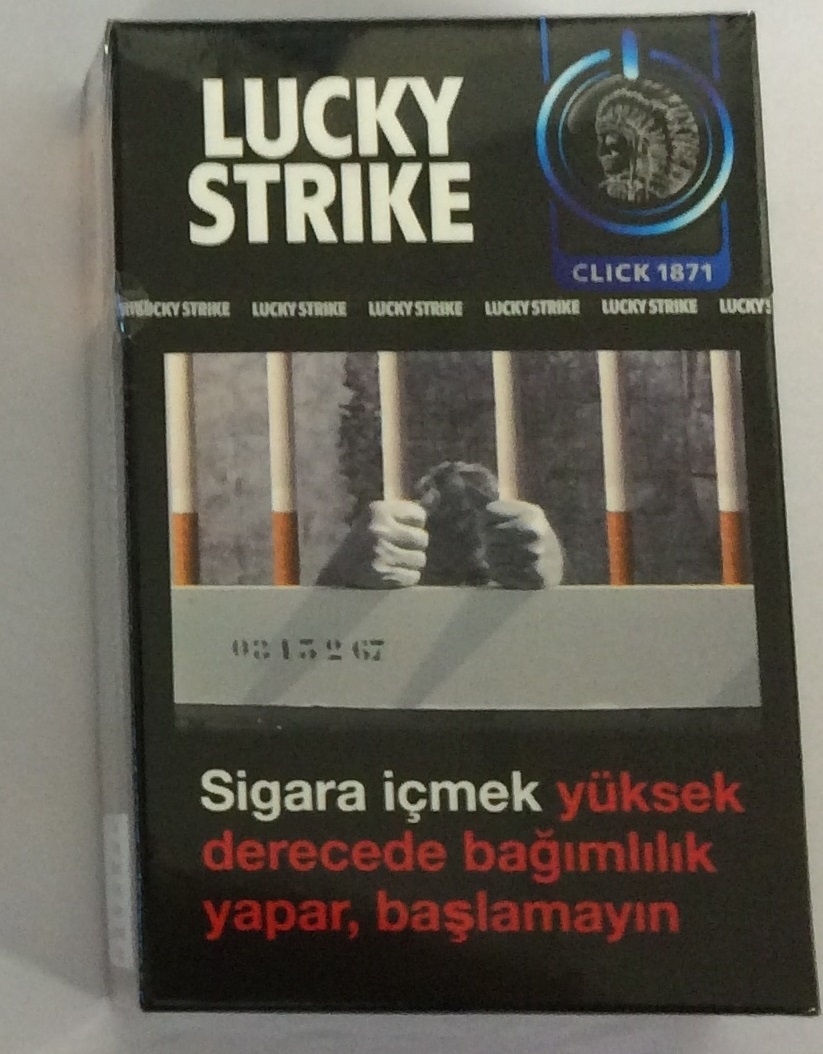 LUCKY
STRIKE
CLICK 1871
LUCKY STRIKE LUCKY STRIKE LUCKY STRIKE LUCKY STRIKE LUCKY STRIKE LUCKY
Sigara içmek yüksek
derecede bağımlılık
yapar, başlamayın